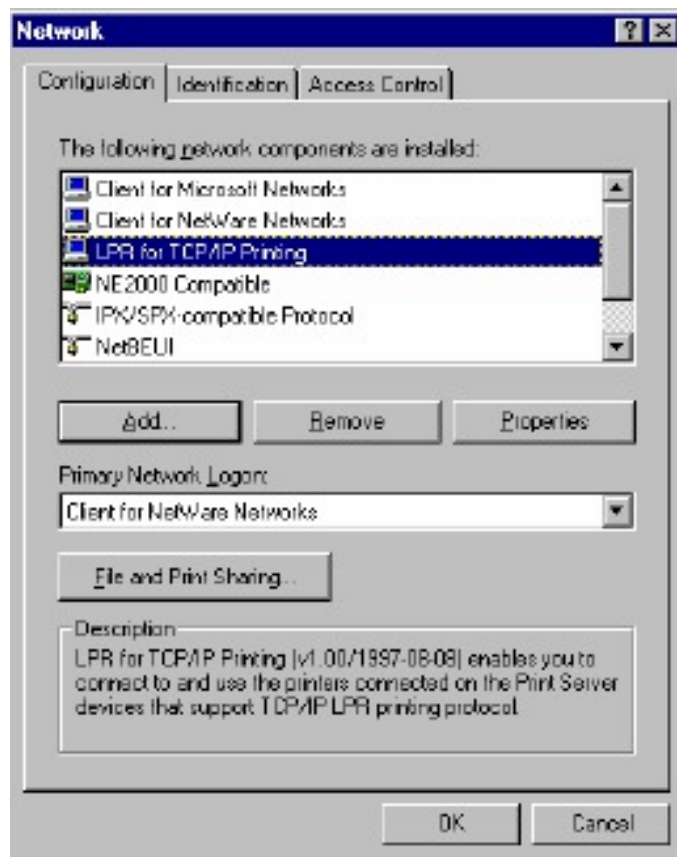 Network
Configuration Identification Access Control
The following network components are installed:
Client for Microsoft Networks
Client for NetWare Networks
LPR for TCP/IP Printing
NE2000 Compatible
IPX/SPX-compatible Protocol
NetBEUI
Add... Remove Properties
Primary Network Logon:
Client for NetWare Networks
File and Print Sharing...
Description
LPR for TCP/IP Printing (v1.00/1997-08-08) enables you to
connect to and use the printers connected on the Print Server
devices that support TCP/IP LPR printing protocol.
OK Cancel